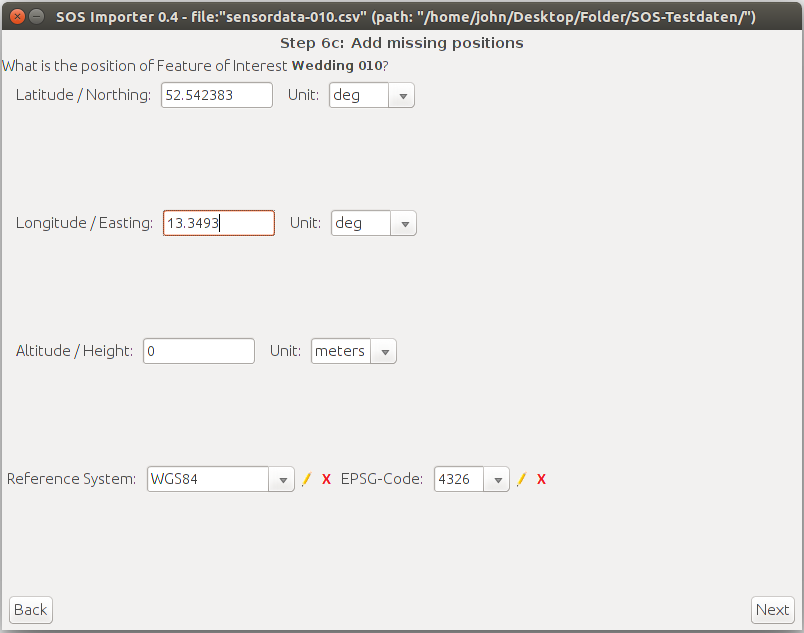 SOS Importer 0.4 - file:"sensordata-010.csv" (path: "/home/john/Desktop/Folder/SOS-Testdaten/")
Step 6c: Add missing positions
What is the position of Feature of Interest Wedding 010?
Latitude / Northing: 52.542383 Unit: deg
Longitude / Easting: 13.3493 Unit: deg
Altitude / Height: 0 Unit: meters
Reference System: WGS84 X EPSG-Code: 4326 X
Back Next